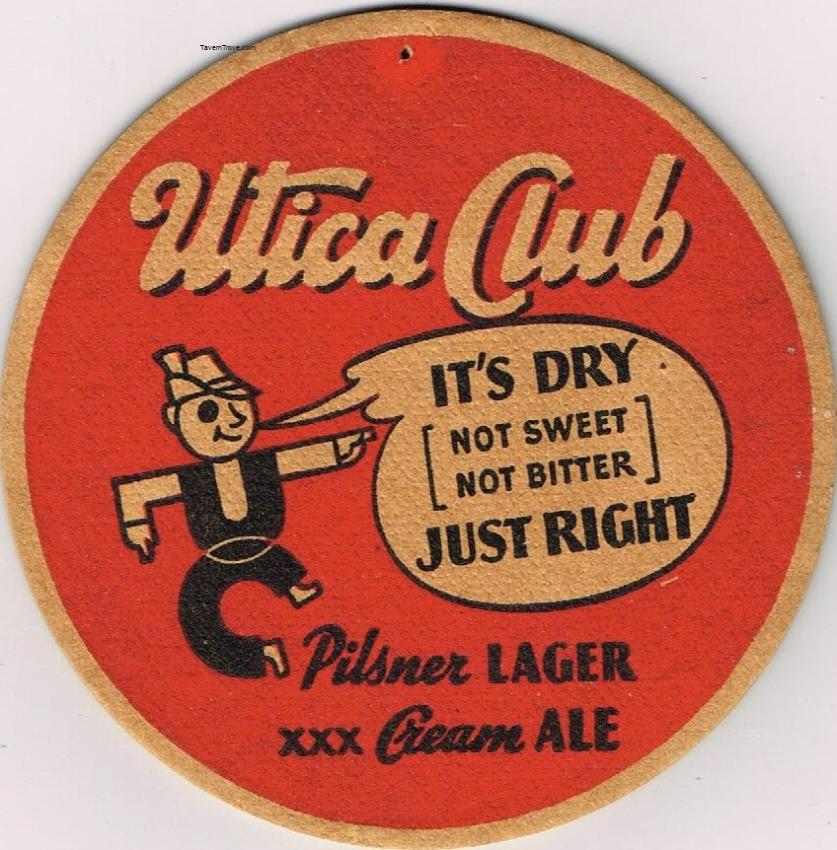 TavernTrove.com
Utica Club
IT'S DRY
[NOT SWEET
NOT BITTER]
JUST RIGHT
Pilsner LAGER
xxx Cream ALE